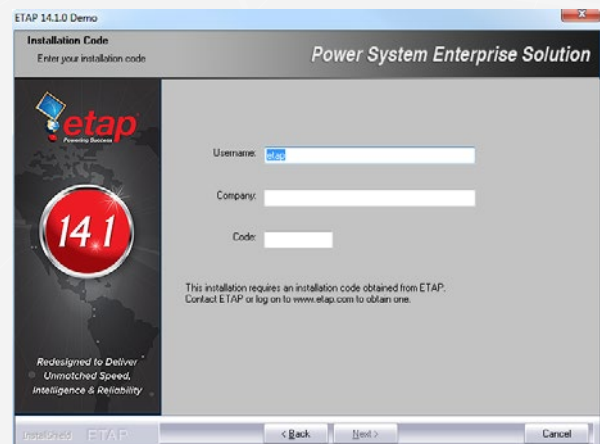 ETAP 14.1.0 Demo
Installation Code
Enter your installation code
Power System Enterprise Solution
etap
Powering Success
Username:
etap
Company:
14.1
Code:
This installation requires an installation code obtained from ETAP.
Contact ETAP or log on to www.etap.com to obtain one.
Redesigned to Deliver
Unmatched Speed,
Intelligence & Reliability
InstallShield
ETAP
< Back
Next >
Cancel